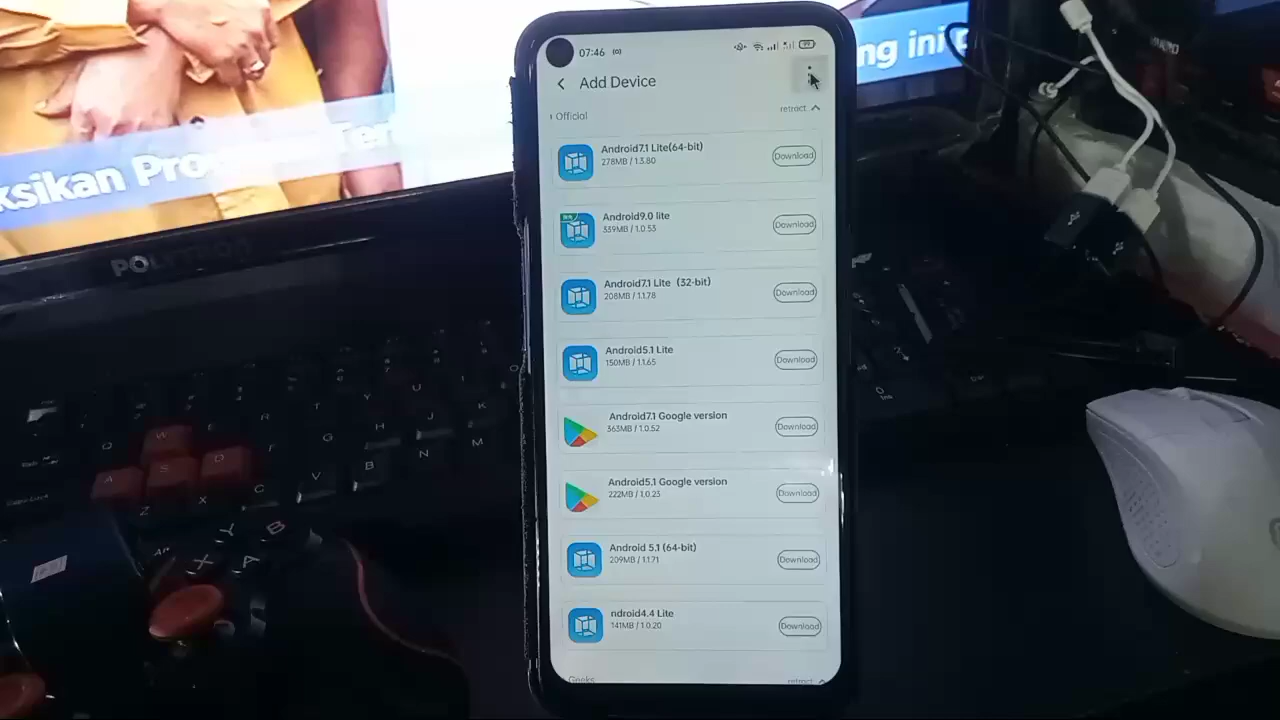 07:46
Add Device
retract
Official
Android7.1 Lite(64-bit)
278MB / 1.3.80
Download
Android9.0 lite
339MB / 1.0.53
Download
Android7.1 Lite (32-bit)
208MB / 1.1.78
Download
Android5.1 Lite
150MB / 1.1.65
Download
Android7.1 Google version
363MB / 1.0.52
Download
Android5.1 Google version
222MB / 1.0.23
Download
Android 5.1 (64-bit)
209MB / 1.1.71
Download
ndroid4.4 Lite
141MB / 1.0.20
Download
Geeks
retract
ng ini
ksikan
POLYTRON